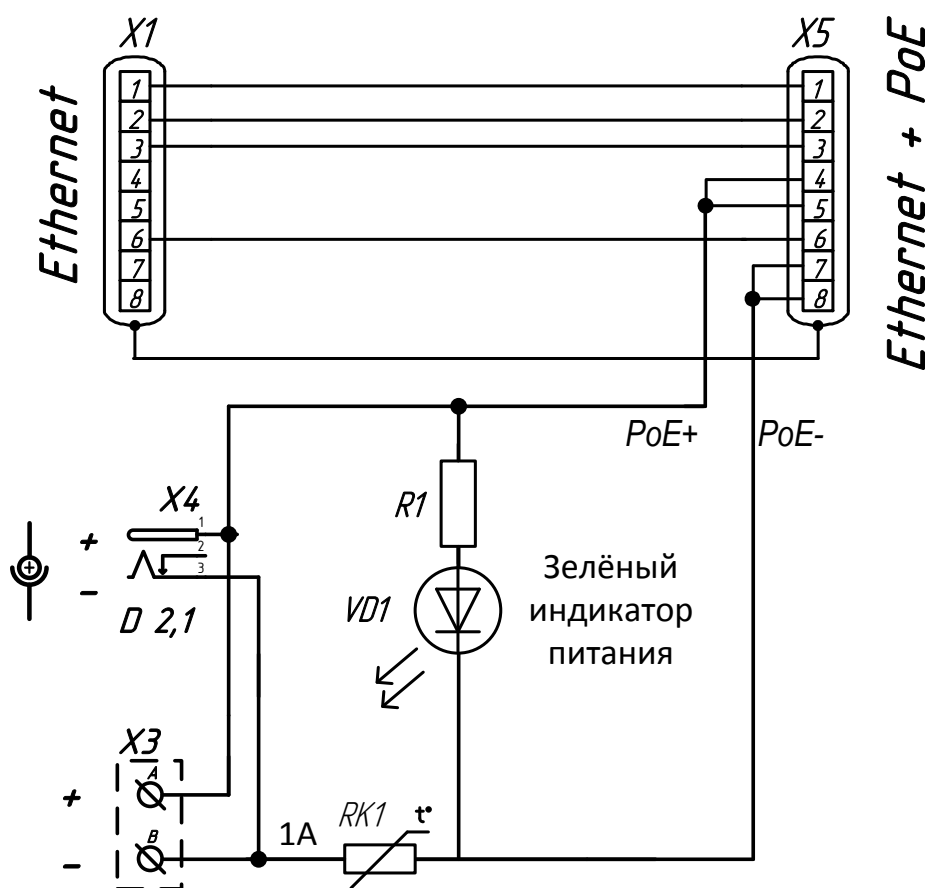 X1
X5
Ethernet
Ethernet + PoE
1
2
3
4
5
6
7
8
1
2
3
4
5
6
7
8
PoE+
PoE-
X4
+
-
1
2
3
D 2,1
R1
VD1
Зелёный
индикатор
питания
X3
+
A
-
B
1А
RK1
t°